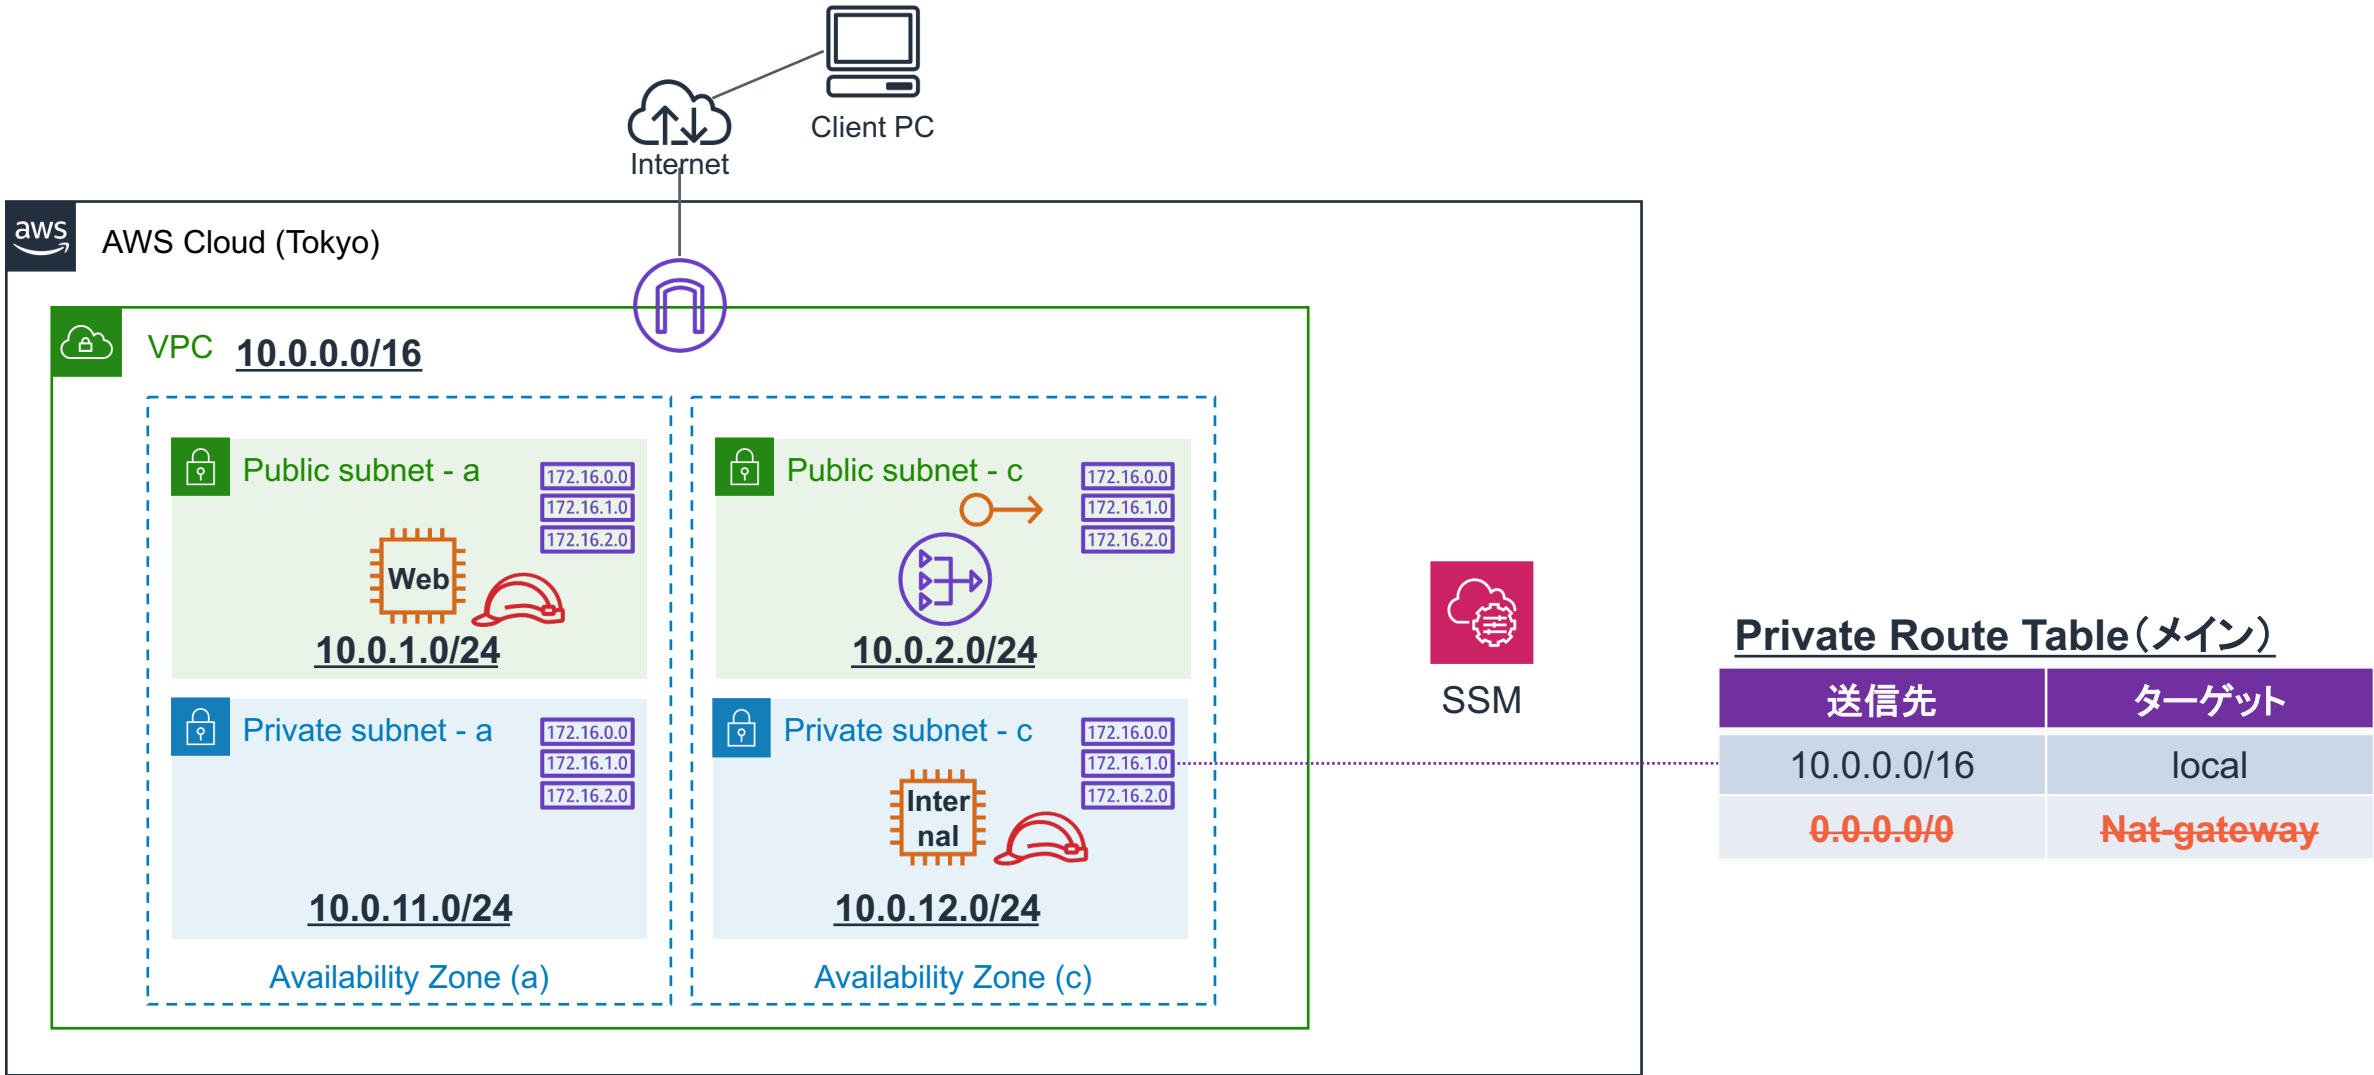 Client PC
Internet
aws
AWS Cloud (Tokyo)
VPC 10.0.0.0/16
Public subnet - a
172.16.0.0
172.16.1.0
172.16.2.0
Web
10.0.1.0/24
Public subnet - c
172.16.0.0
172.16.1.0
172.16.2.0
10.0.2.0/24
Private subnet - a
172.16.0.0
172.16.1.0
172.16.2.0
10.0.11.0/24
Private subnet - c
172.16.0.0
172.16.1.0
172.16.2.0
Inter
nal
10.0.12.0/24
Availability Zone (a)
Availability Zone (c)
SSM
Private Route Table（メイン）
送信先 ターゲット
10.0.0.0/16 local
0.0.0.0/0 Nat-gateway